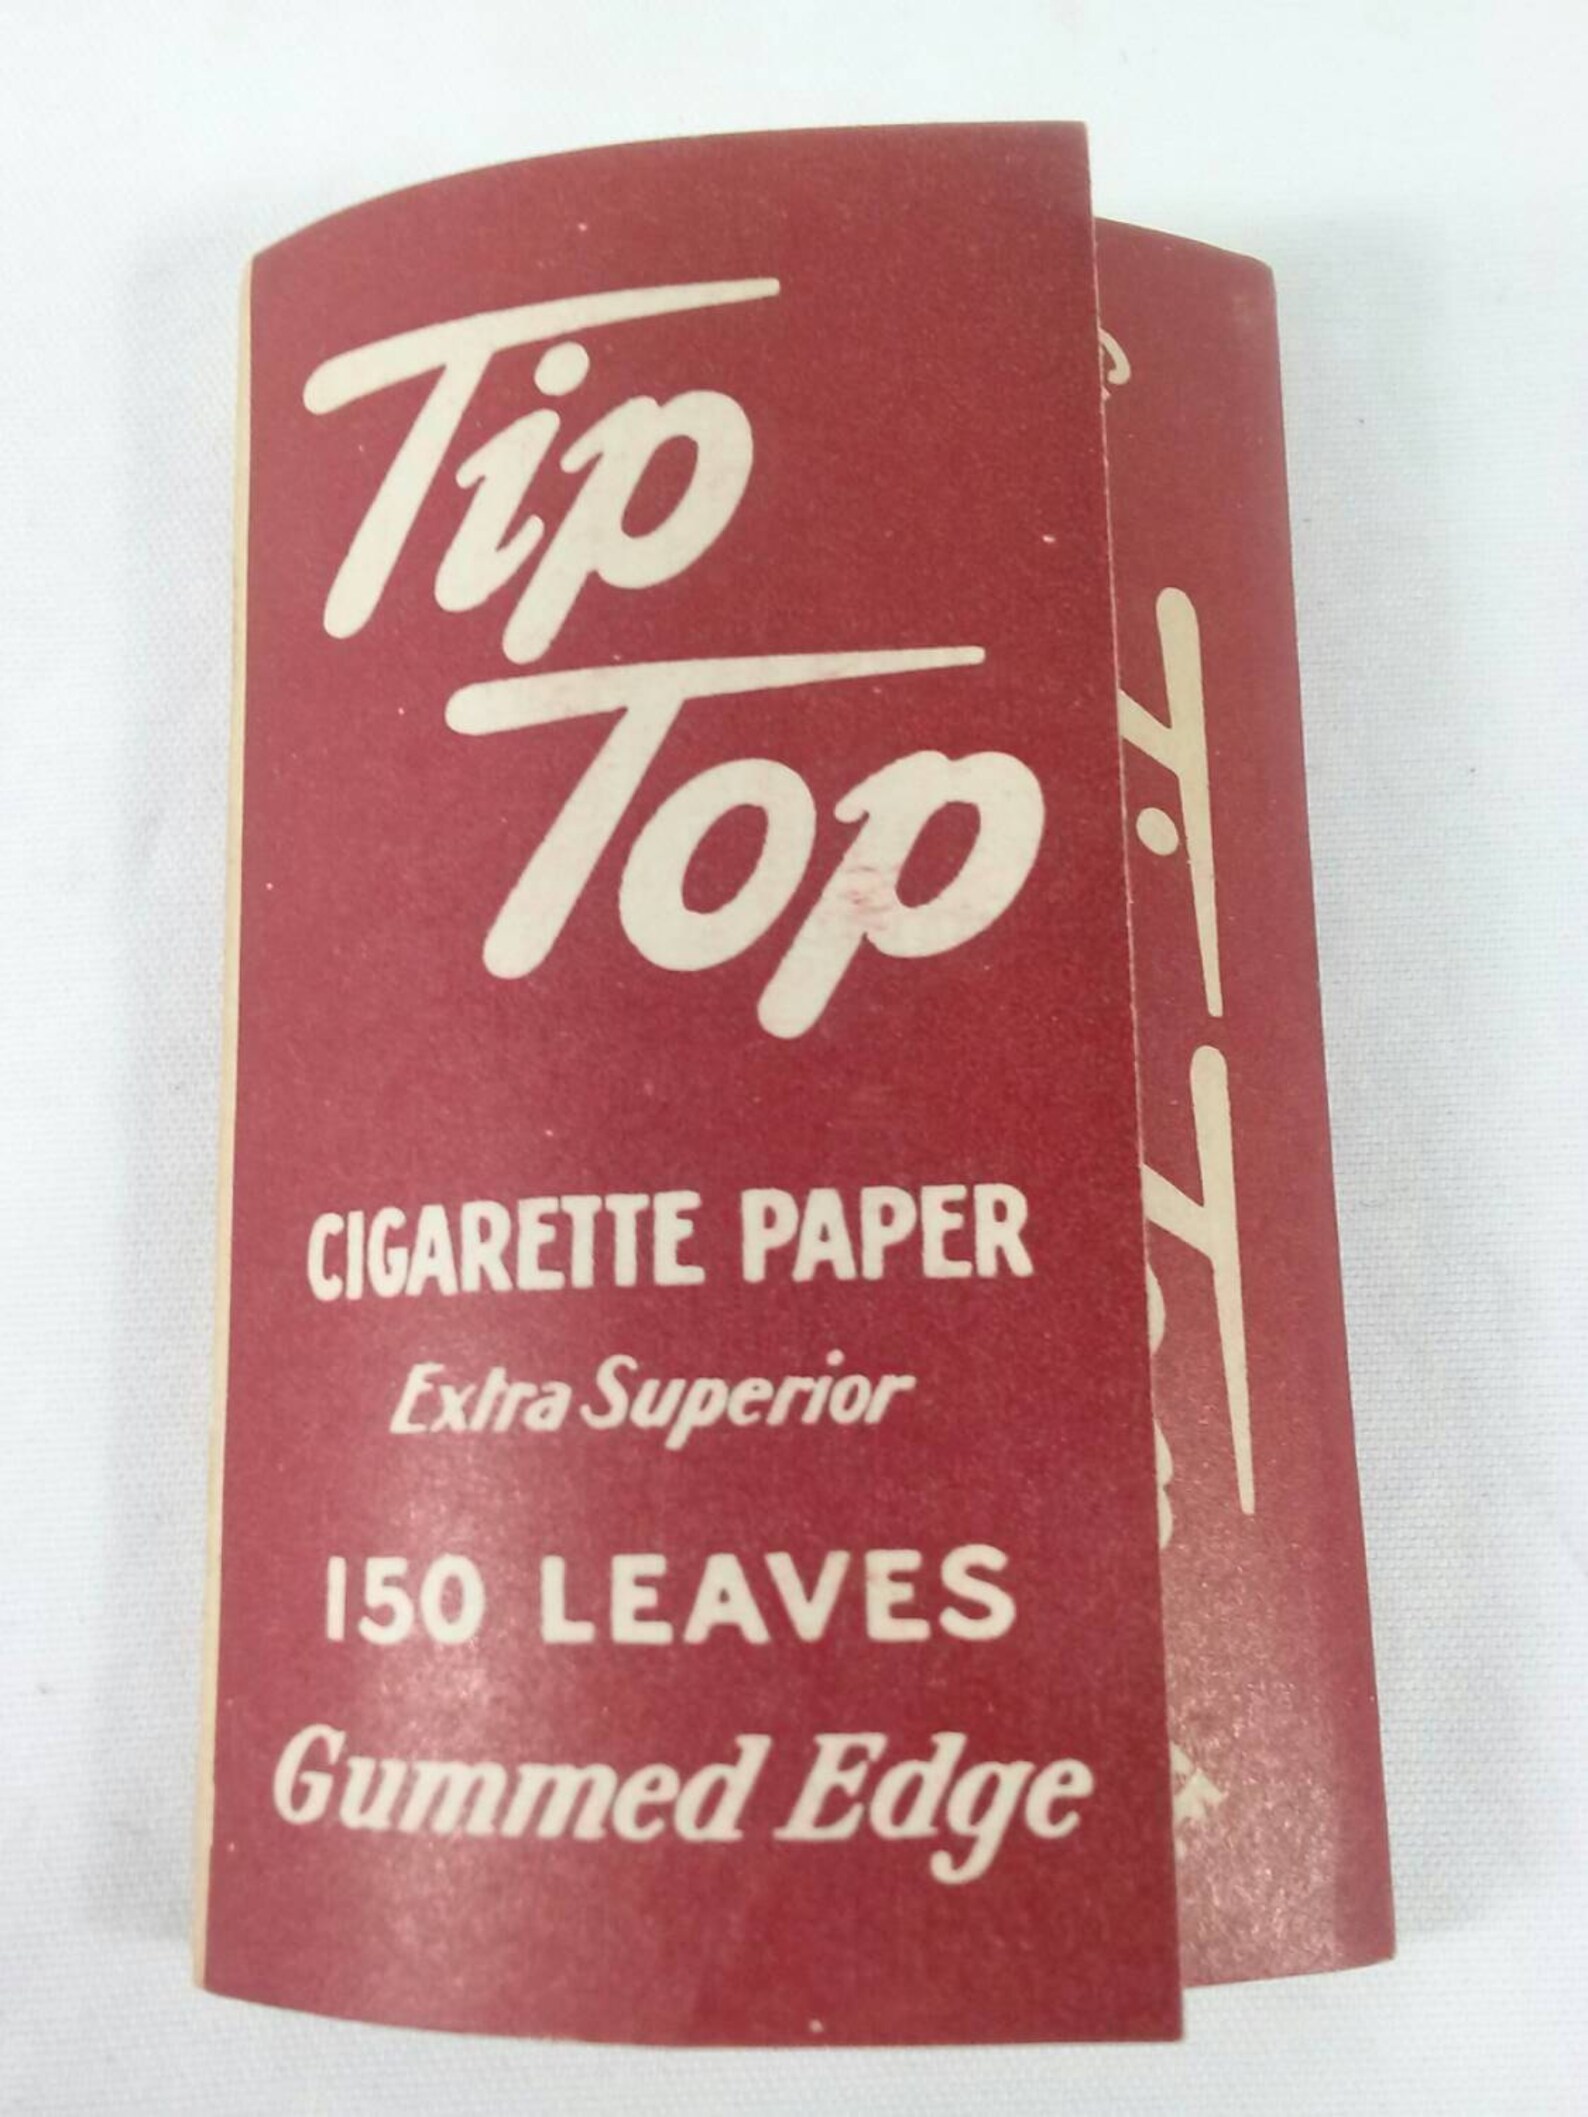 Tip
Top
CIGARETTE PAPER
Extra Superior
150 LEAVES
Gummed Edge